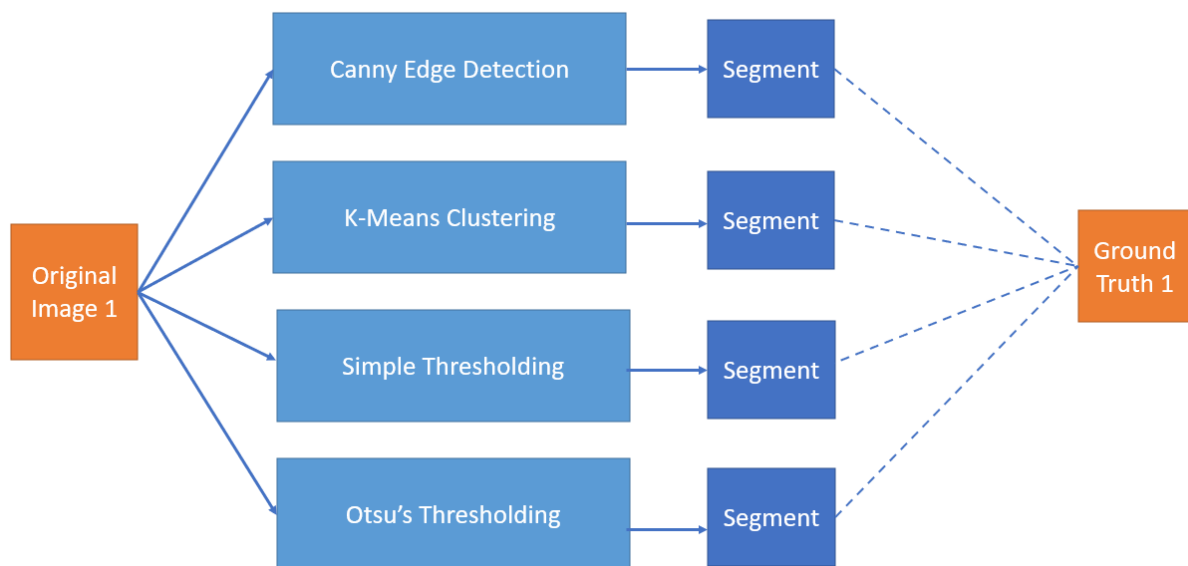 Canny Edge Detection
Segment
K-Means Clustering
Segment
Original
Image 1
Ground
Truth 1
Simple Thresholding
Segment
Otsu’s Thresholding
Segment